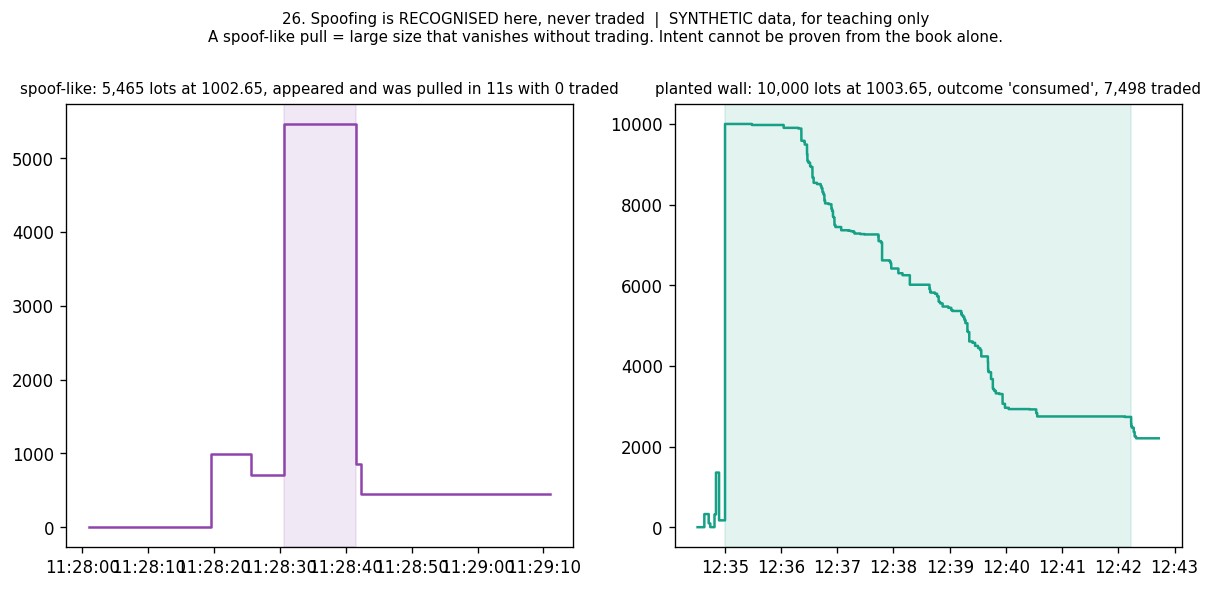 26. Spoofing is RECOGNISED here, never traded | SYNTHETIC data, for teaching only
A spoof-like pull = large size that vanishes without trading. Intent cannot be proven from the book alone.
spoof-like: 5,465 lots at 1002.65, appeared and was pulled in 11s with 0 traded
5000
4000
3000
2000
1000
0
11:28:00 11:28:10 11:28:20 11:28:30 11:28:40 11:28:50 11:29:00 11:29:10
planted wall: 10,000 lots at 1003.65, outcome 'consumed', 7,498 traded
10000
8000
6000
4000
2000
0
12:35 12:36 12:37 12:38 12:39 12:40 12:41 12:42 12:43